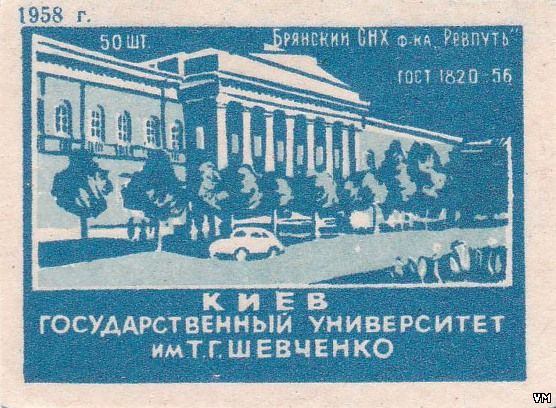 1958 г.
50 ШТ. БРЯНСКИЙ СНХ Ф-КА „РЕВПУТЬ"
ГОСТ 1820-56
КИЕВ
ГОСУДАРСТВЕННЫЙ УНИВЕРСИТЕТ
ИМ.Т.Г.ШЕВЧЕНКО
VM